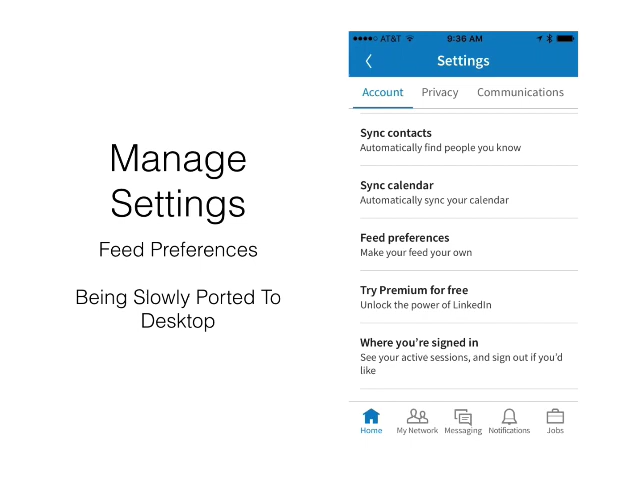 Manage
Settings
Feed Preferences
Being Slowly Ported To
Desktop
AT&T
9:36 AM
Settings
Account Privacy Communications
Sync contacts
Automatically find people you know
Sync calendar
Automatically sync your calendar
Feed preferences
Make your feed your own
Try Premium for free
Unlock the power of LinkedIn
Where you're signed in
See your active sessions, and sign out if you'd
like
Home My Network Messaging Notifications Jobs